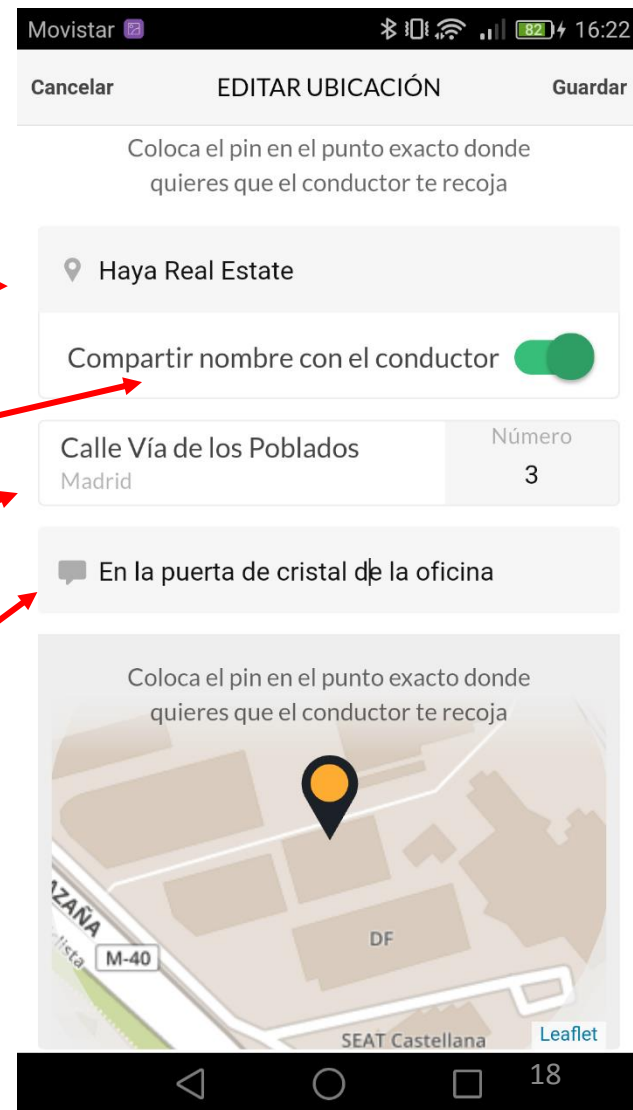 Movistar 82 16:22
Cancelar EDITAR UBICACIÓN Guardar
Coloca el pin en el punto exacto donde
quieres que el conductor te recoja
Haya Real Estate
Compartir nombre con el conductor
Calle Vía de los Poblados Número
Madrid 3
En la puerta de cristal de la oficina
Coloca el pin en el punto exacto donde
quieres que el conductor te recoja
AZAÑA
M-40
DF
SEAT Castellana Leaflet
18